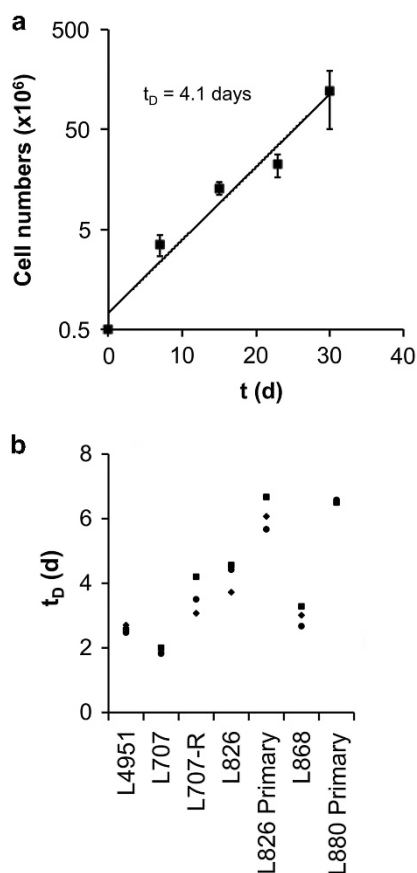 a
Cell numbers (x10⁶)
500
50
5
0.5
t_D = 4.1 days
0 10 20 30 40
t (d)
b
t_D (d)
8
6
4
2
0
L4951
L707
L707-R
L826
L826 Primary
L868
L880 Primary